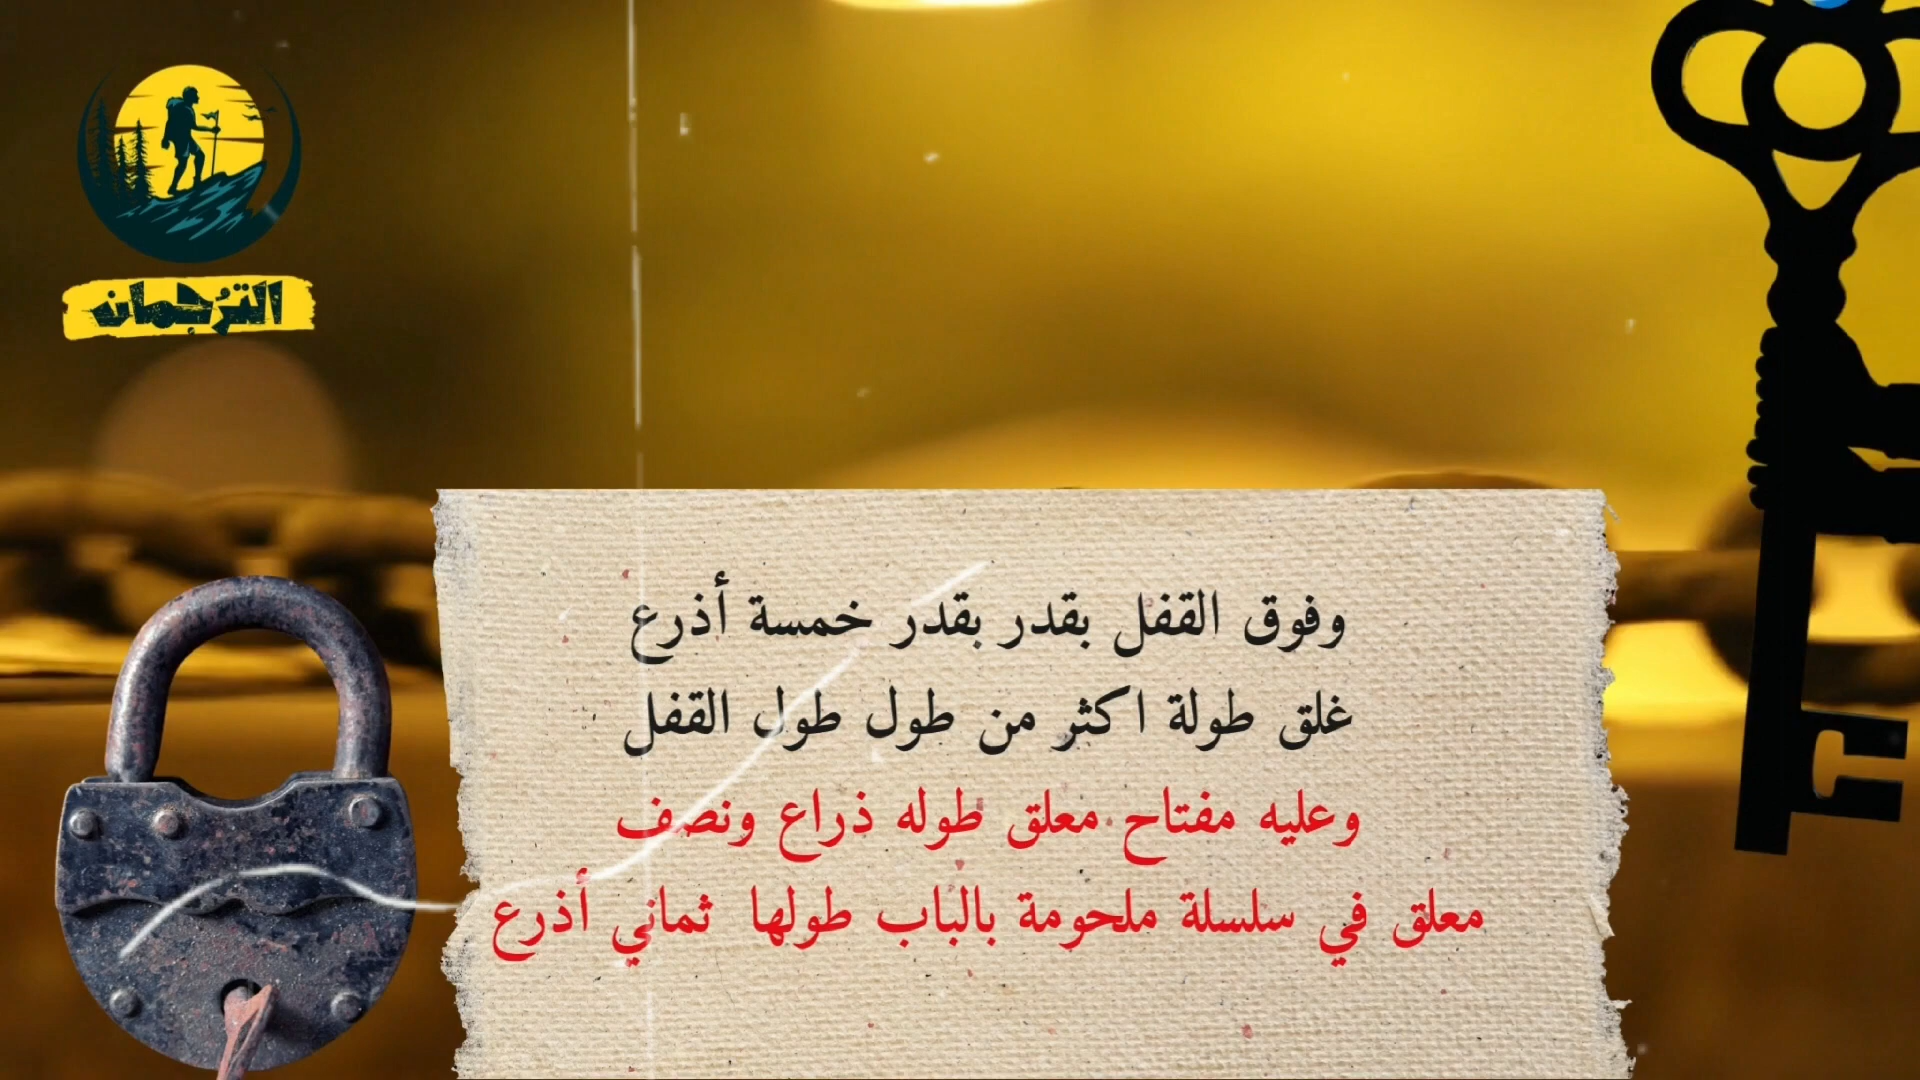 الترجمان
وفوق القفل بقدر بقدر خمسة أذرع
غلق طولة اكثر من طول طول القفل
وعليه مفتاح معلق طوله ذراع ونصف
معلق في سلسلة ملحومة بالباب طولها ثماني أذرع